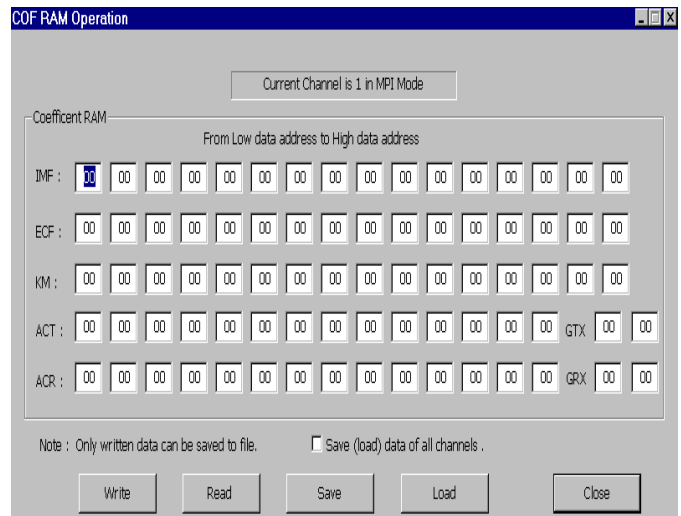 COF RAM Operation
Current Channel is 1 in MPI Mode
Coefficent RAM
From Low data address to High data address
IMF : 00 00 00 00 00 00 00 00 00 00 00 00 00 00 00 00
ECF : 00 00 00 00 00 00 00 00 00 00 00 00 00 00 00 00
KM : 00 00 00 00 00 00 00 00 00 00 00 00 00 00 00 00
ACT : 00 00 00 00 00 00 00 00 00 00 00 00 00 00 GTX 00 00
ACR : 00 00 00 00 00 00 00 00 00 00 00 00 00 00 GRX 00 00
Note : Only written data can be saved to file. Save (load) data of all channels .
Write Read Save Load Close